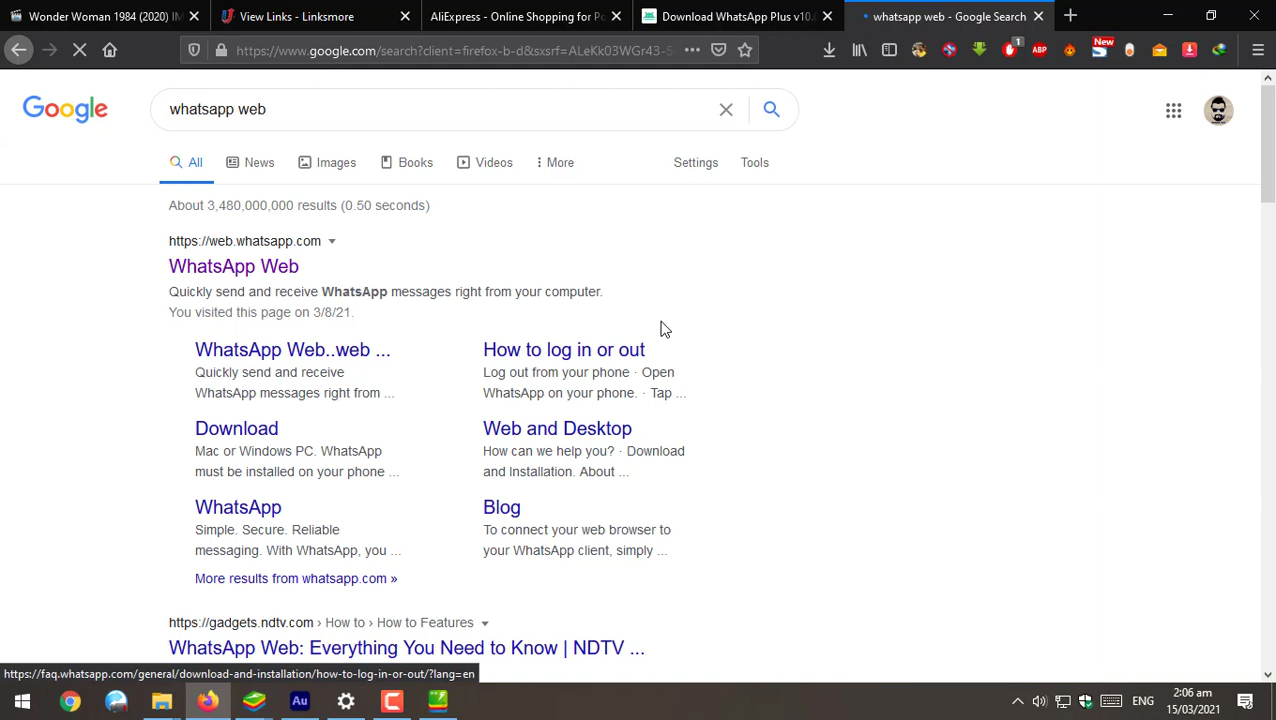 Wonder Woman 1984 (2020) IM
View Links - Linksmore
AliExpress - Online Shopping for Po
Download WhatsApp Plus v10.8
whatsapp web - Google Search
https://www.google.com/search?client=firefox-b-d&sxsrf=ALeKk03WGr43-5
1
ABP
New
Google
whatsapp web
All
News
Images
Books
Videos
More
Settings
Tools
About 3,480,000,000 results (0.50 seconds)
https://web.whatsapp.com
WhatsApp Web
Quickly send and receive WhatsApp messages right from your computer.
You visited this page on 3/8/21.
WhatsApp Web..web ...
Quickly send and receive
WhatsApp messages right from ...
How to log in or out
Log out from your phone · Open
WhatsApp on your phone. · Tap ...
Download
Mac or Windows PC. WhatsApp
must be installed on your phone ...
Web and Desktop
How can we help you? · Download
and Installation. About ...
WhatsApp
Simple. Secure. Reliable
messaging. With WhatsApp, you ...
Blog
To connect your web browser to
your WhatsApp client, simply ...
More results from whatsapp.com »
https://gadgets.ndtv.com › How to › How to Features
WhatsApp Web: Everything You Need to Know | NDTV ...
https://faq.whatsapp.com/general/download-and-installation/how-to-log-in-or-out/?lang=en
Au
ENG
2:06 am
15/03/2021